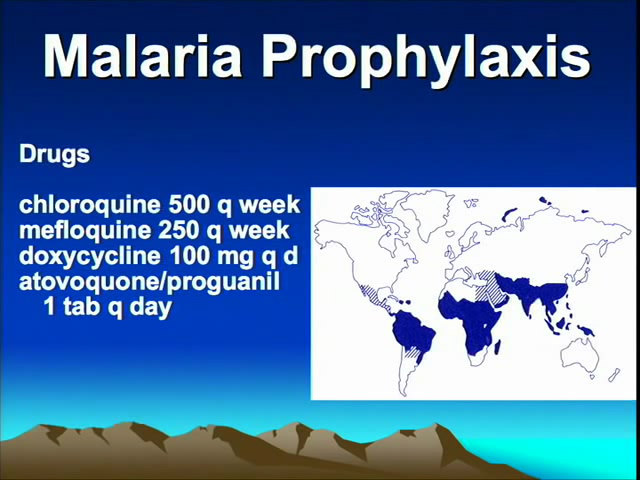 Malaria Prophylaxis
Drugs
chloroquine 500 q week
mefloquine 250 q week
doxycycline 100 mg q d
atovoquone/proguanil
1 tab q day